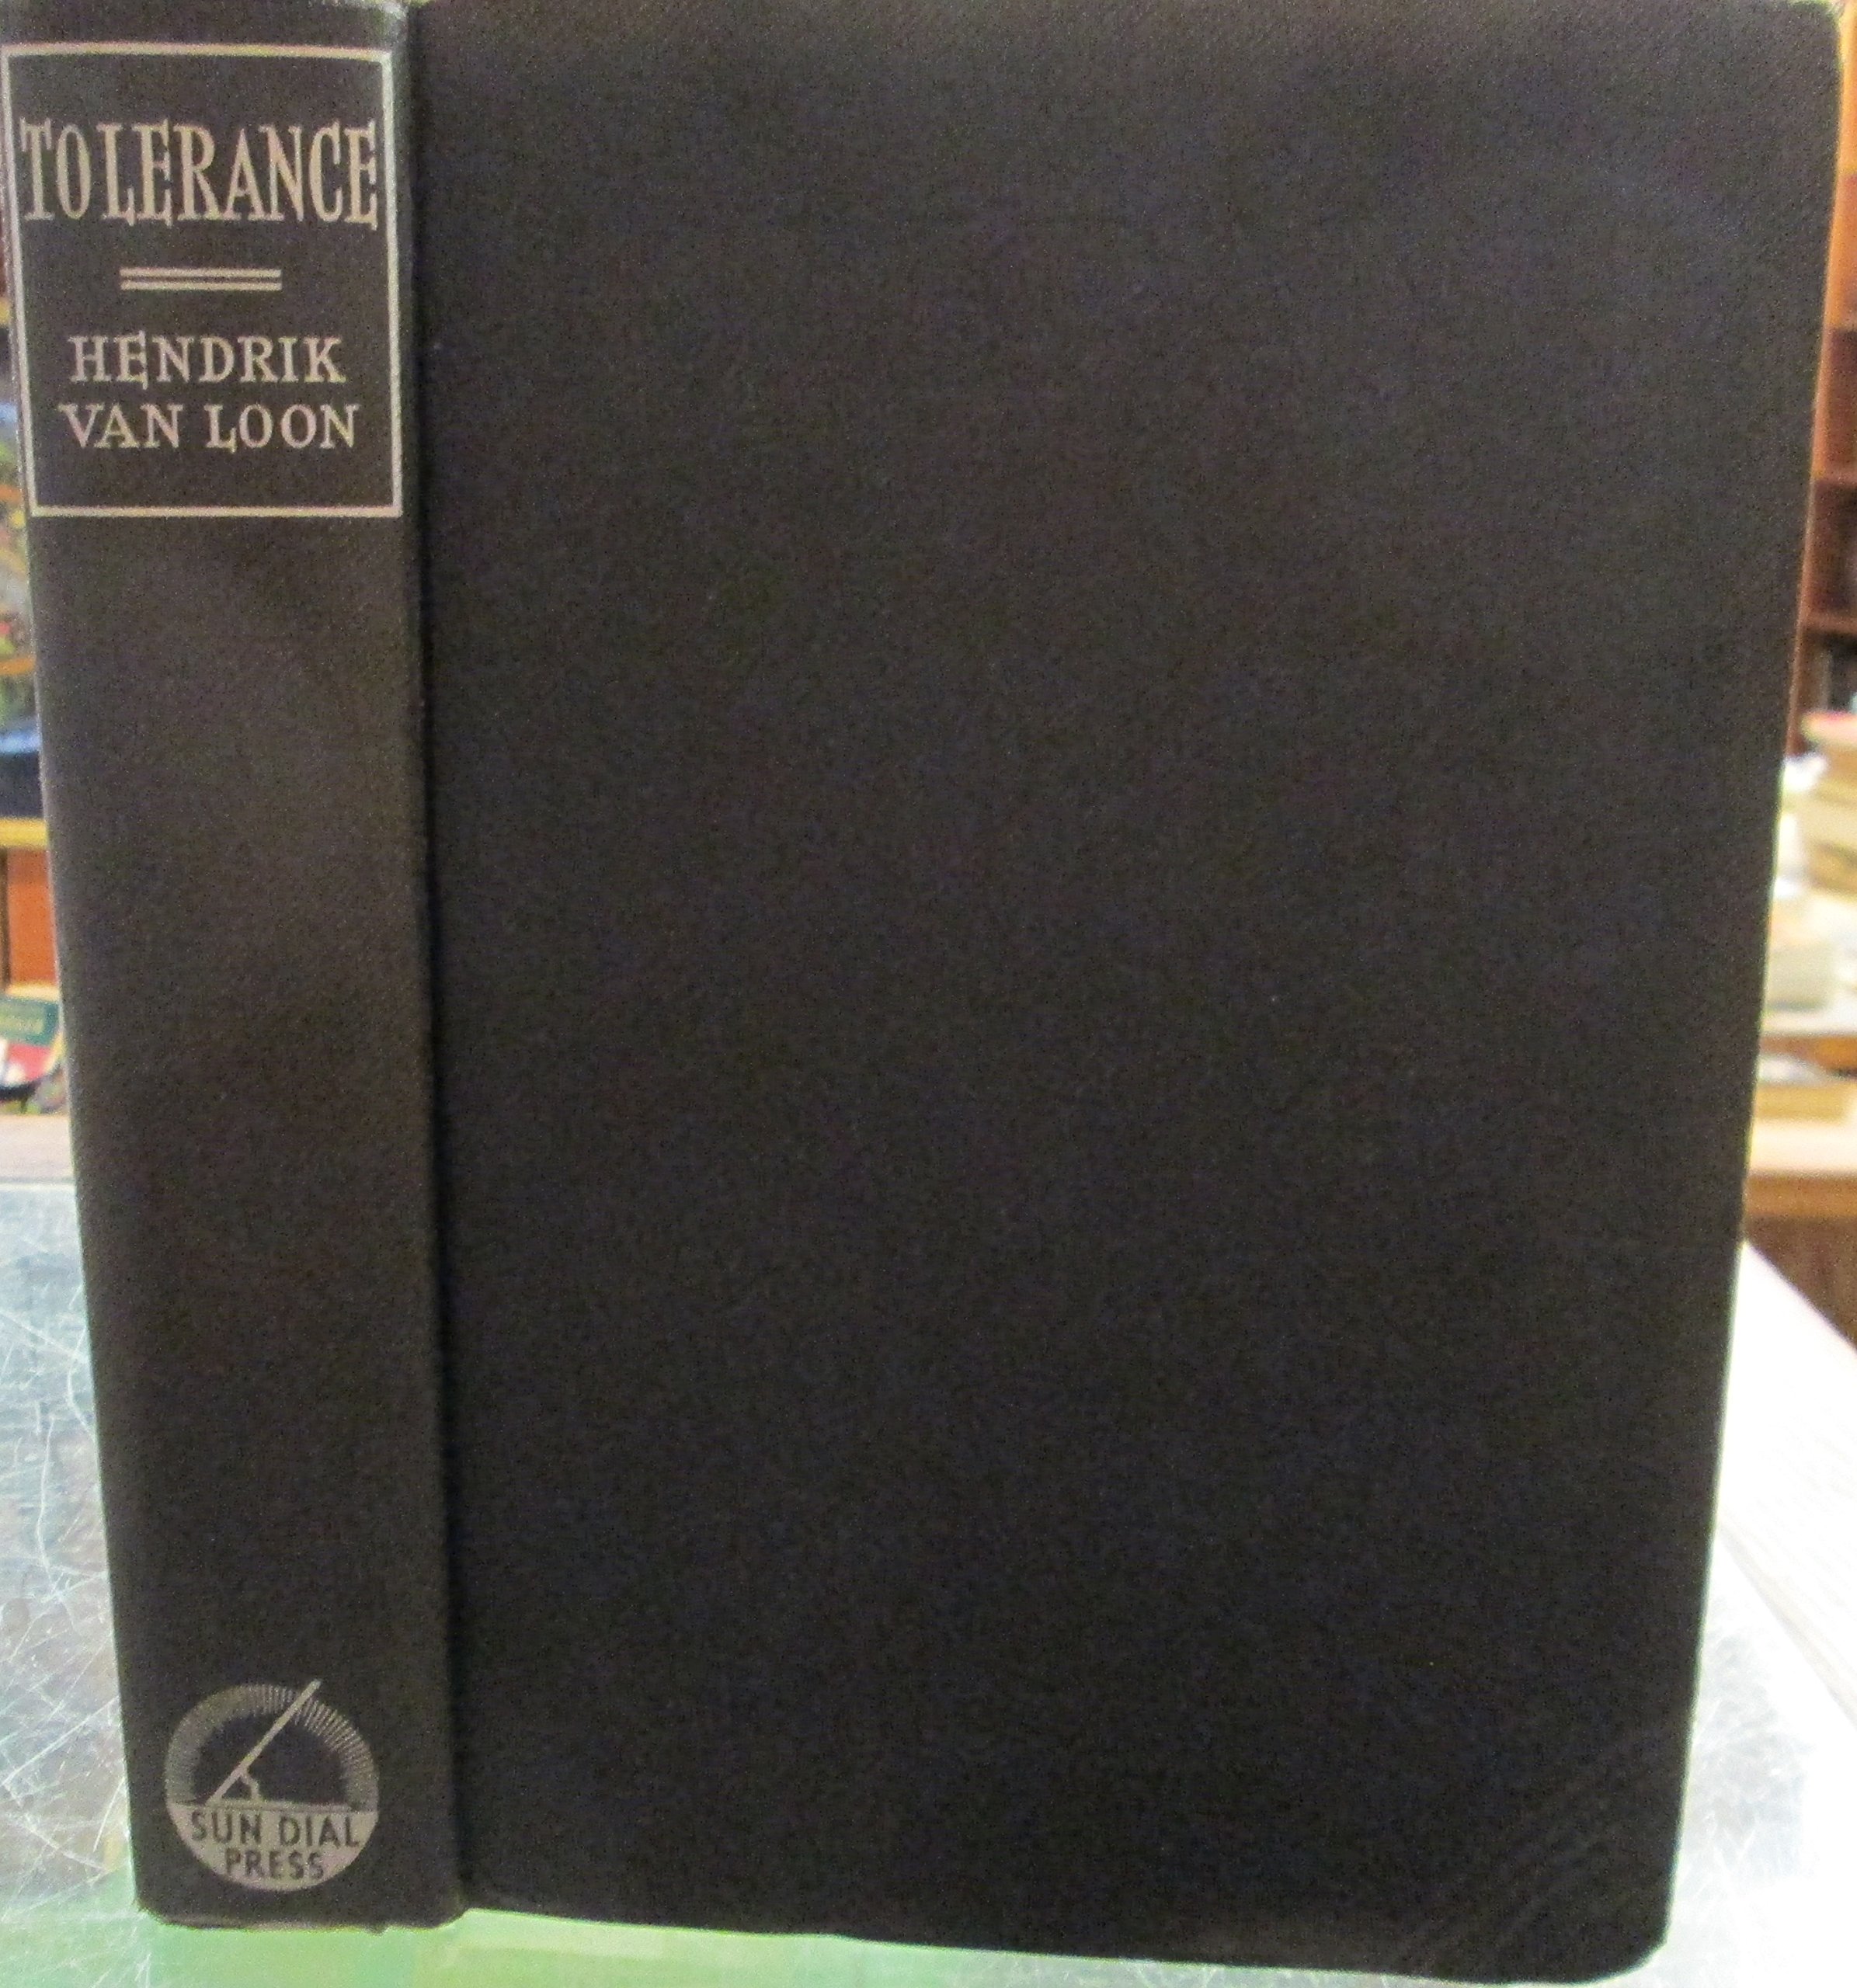 TOLERANCE
HENDRIK
VAN LOON
SUN DIAL
PRESS